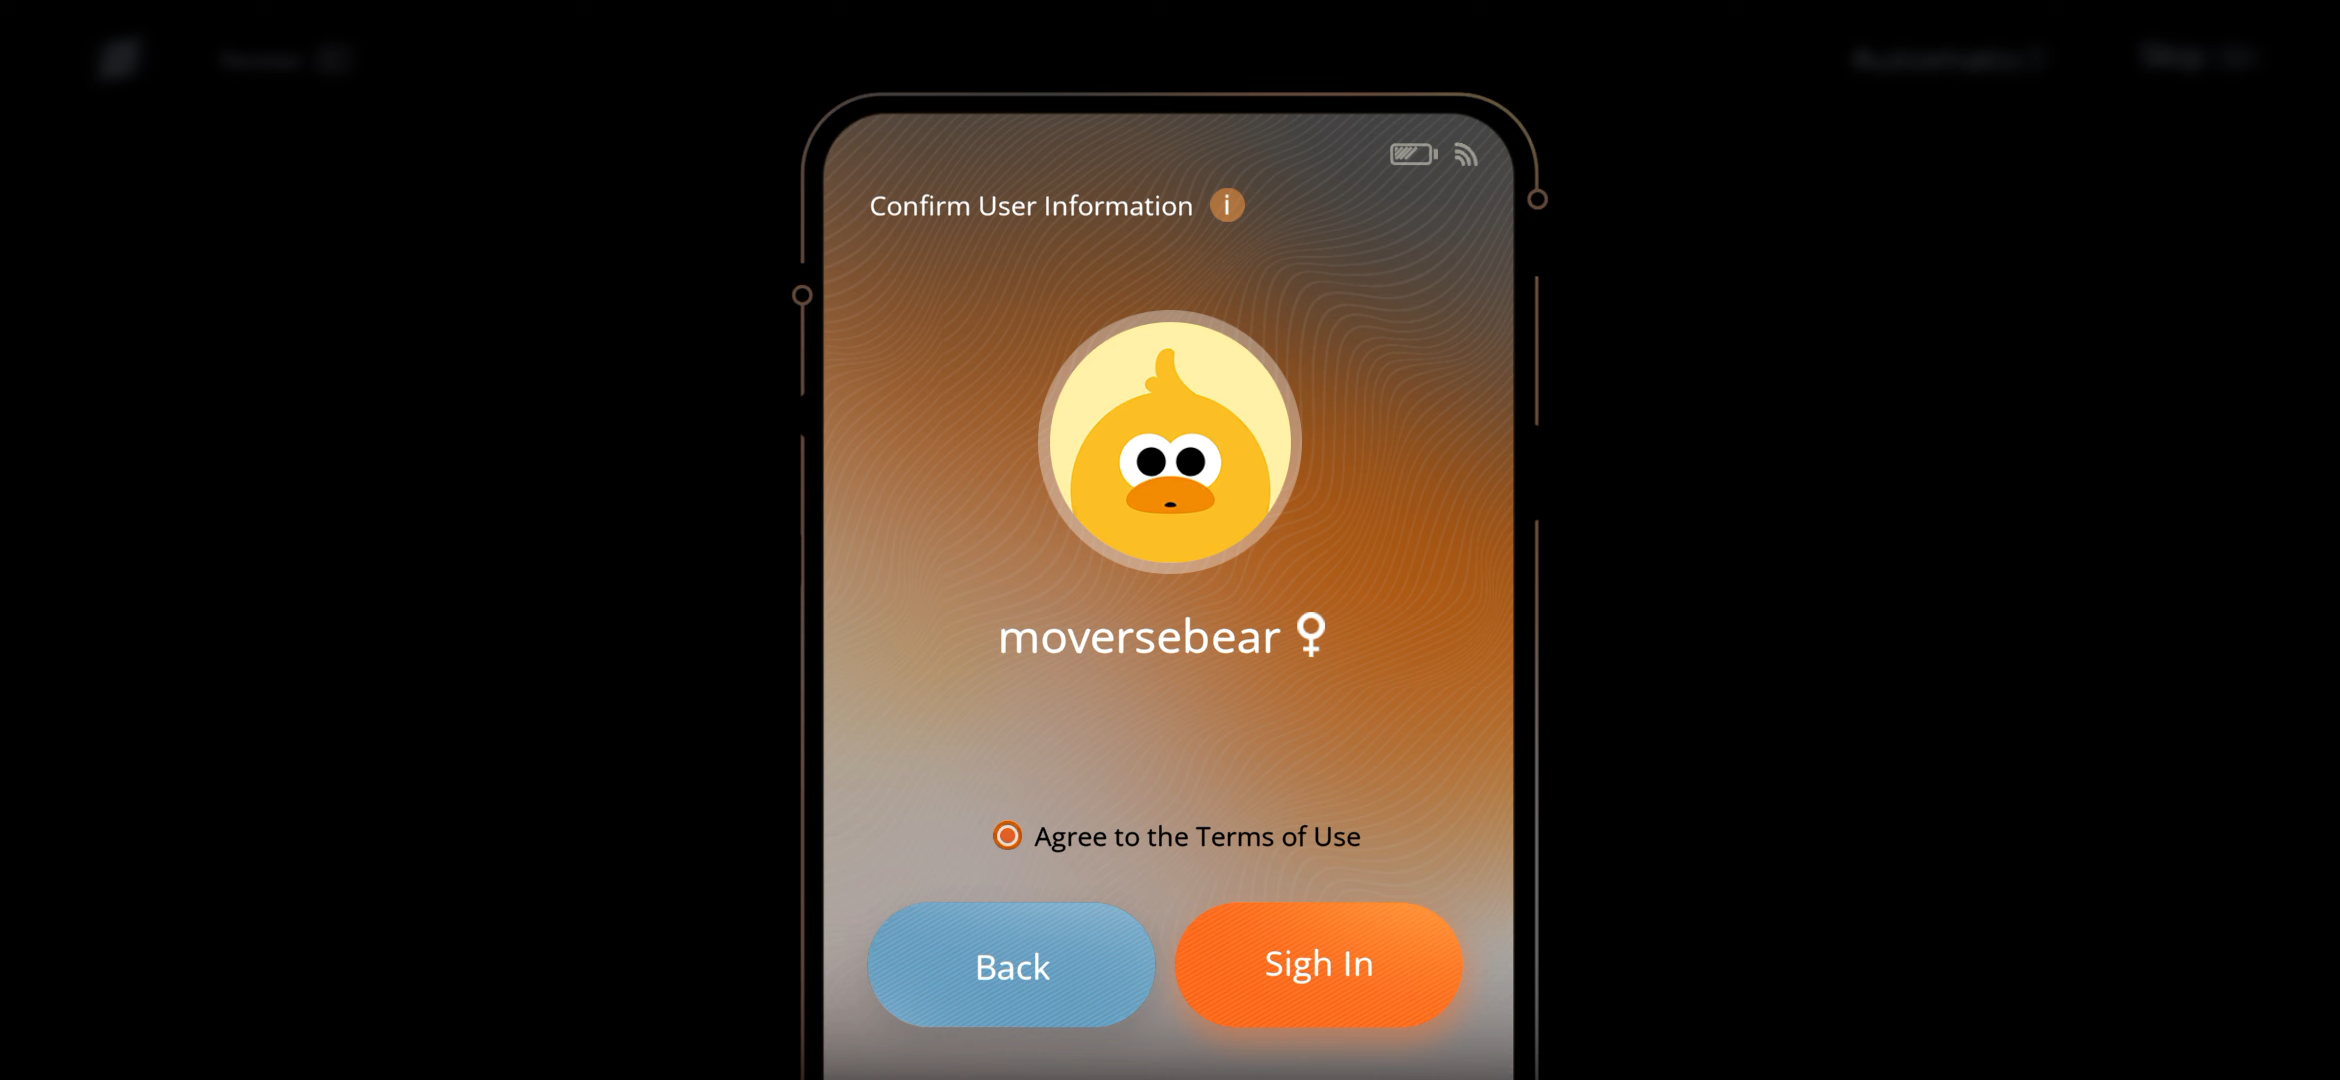 Confirm User Information i
moversebear
Agree to the Terms of Use
Back
Sigh In